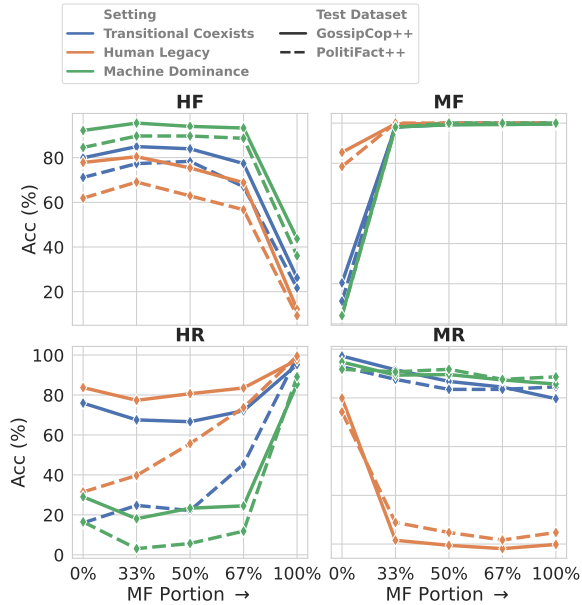 Setting Test Dataset
Transitional Coexists GossipCop++
Human Legacy PolitiFact++
Machine Dominance
HF MF
80
60
40
20
Acc (%)
HR MR
100
80
60
40
20
0
Acc (%)
0% 33% 50% 67% 100% 0% 33% 50% 67% 100%
MF Portion → MF Portion →